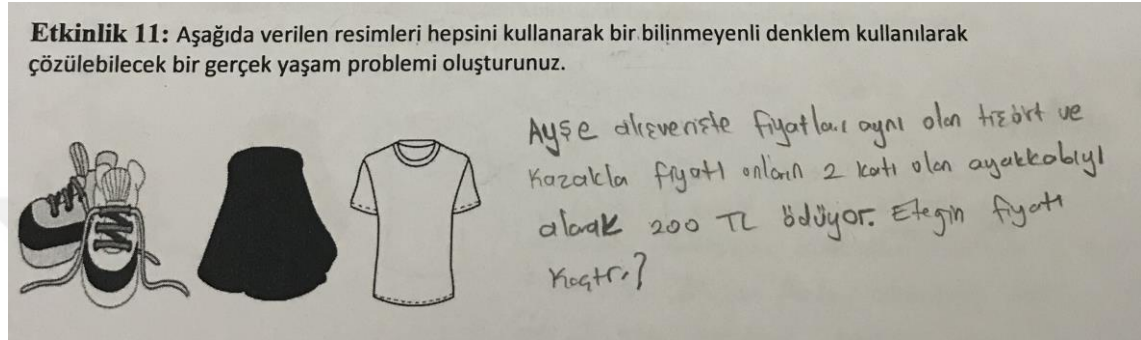 Etkinlik 11: Aşağıda verilen resimleri hepsini kullanarak bir bilinmeyenli denklem kullanılarak
çözülebilecek bir gerçek yaşam problemi oluşturunuz.
Ayşe alışverişte fiyatları aynı olan tişört ve
Kazakla fiyatı onların 2 katı olan ayakkabıyı
alarak 200 TL ödüyor. Etegin fiyatı
Kaçtır?